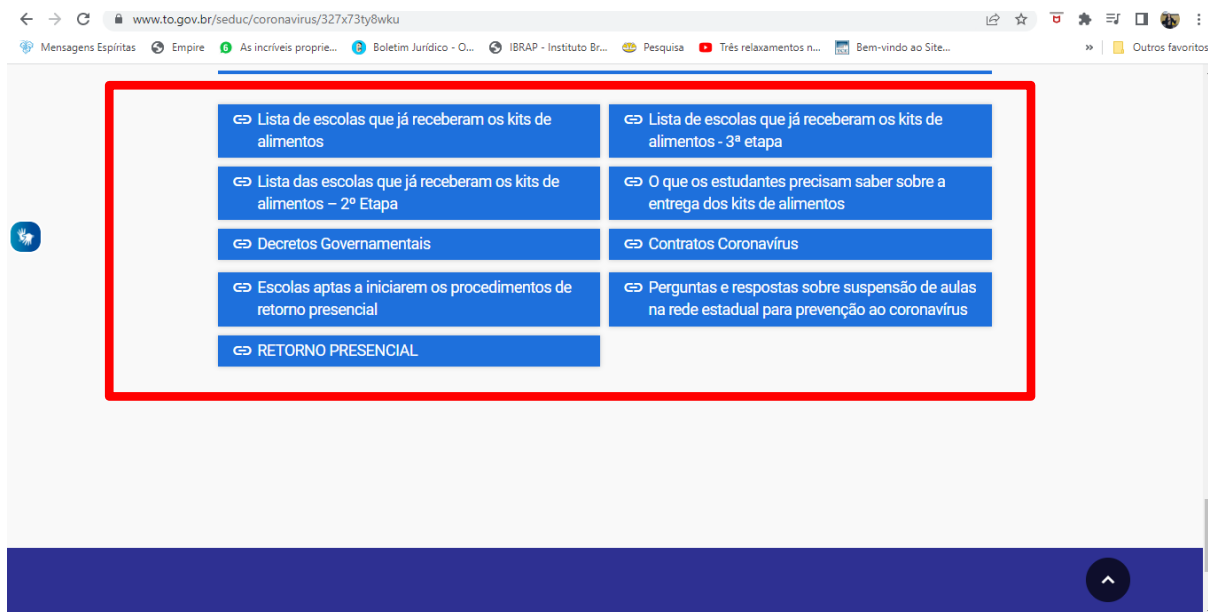 www.to.gov.br/seduc/coronavirus/327x73ty8wku
Mensagens Espíritas Empire As incríveis proprie... Boletim Jurídico - O... IBRAP - Instituto Br... Pesquisa Três relaxamentos n... Bem-vindo ao Site... » Outros favoritos
Lista de escolas que já receberam os kits de
alimentos
Lista de escolas que já receberam os kits de
alimentos - 3ª etapa
Lista das escolas que já receberam os kits de
alimentos – 2º Etapa
O que os estudantes precisam saber sobre a
entrega dos kits de alimentos
Decretos Governamentais
Contratos Coronavírus
Escolas aptas a iniciarem os procedimentos de
retorno presencial
Perguntas e respostas sobre suspensão de aulas
na rede estadual para prevenção ao coronavírus
RETORNO PRESENCIAL